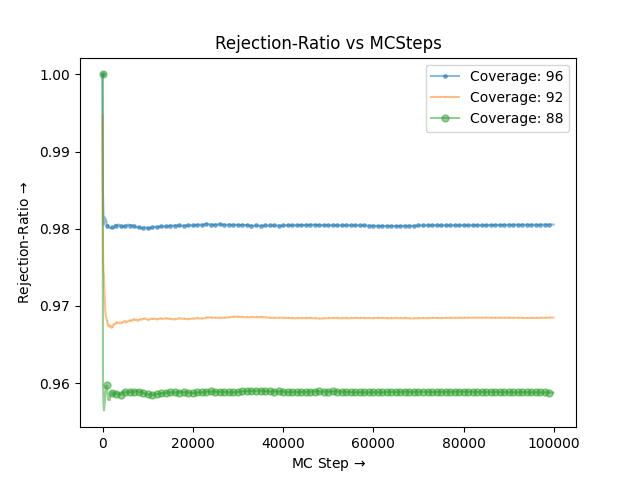 Rejection-Ratio vs MCSteps
Coverage: 96
Coverage: 92
Coverage: 88
Rejection-Ratio →
1.00
0.99
0.98
0.97
0.96
0 20000 40000 60000 80000 100000
MC Step →